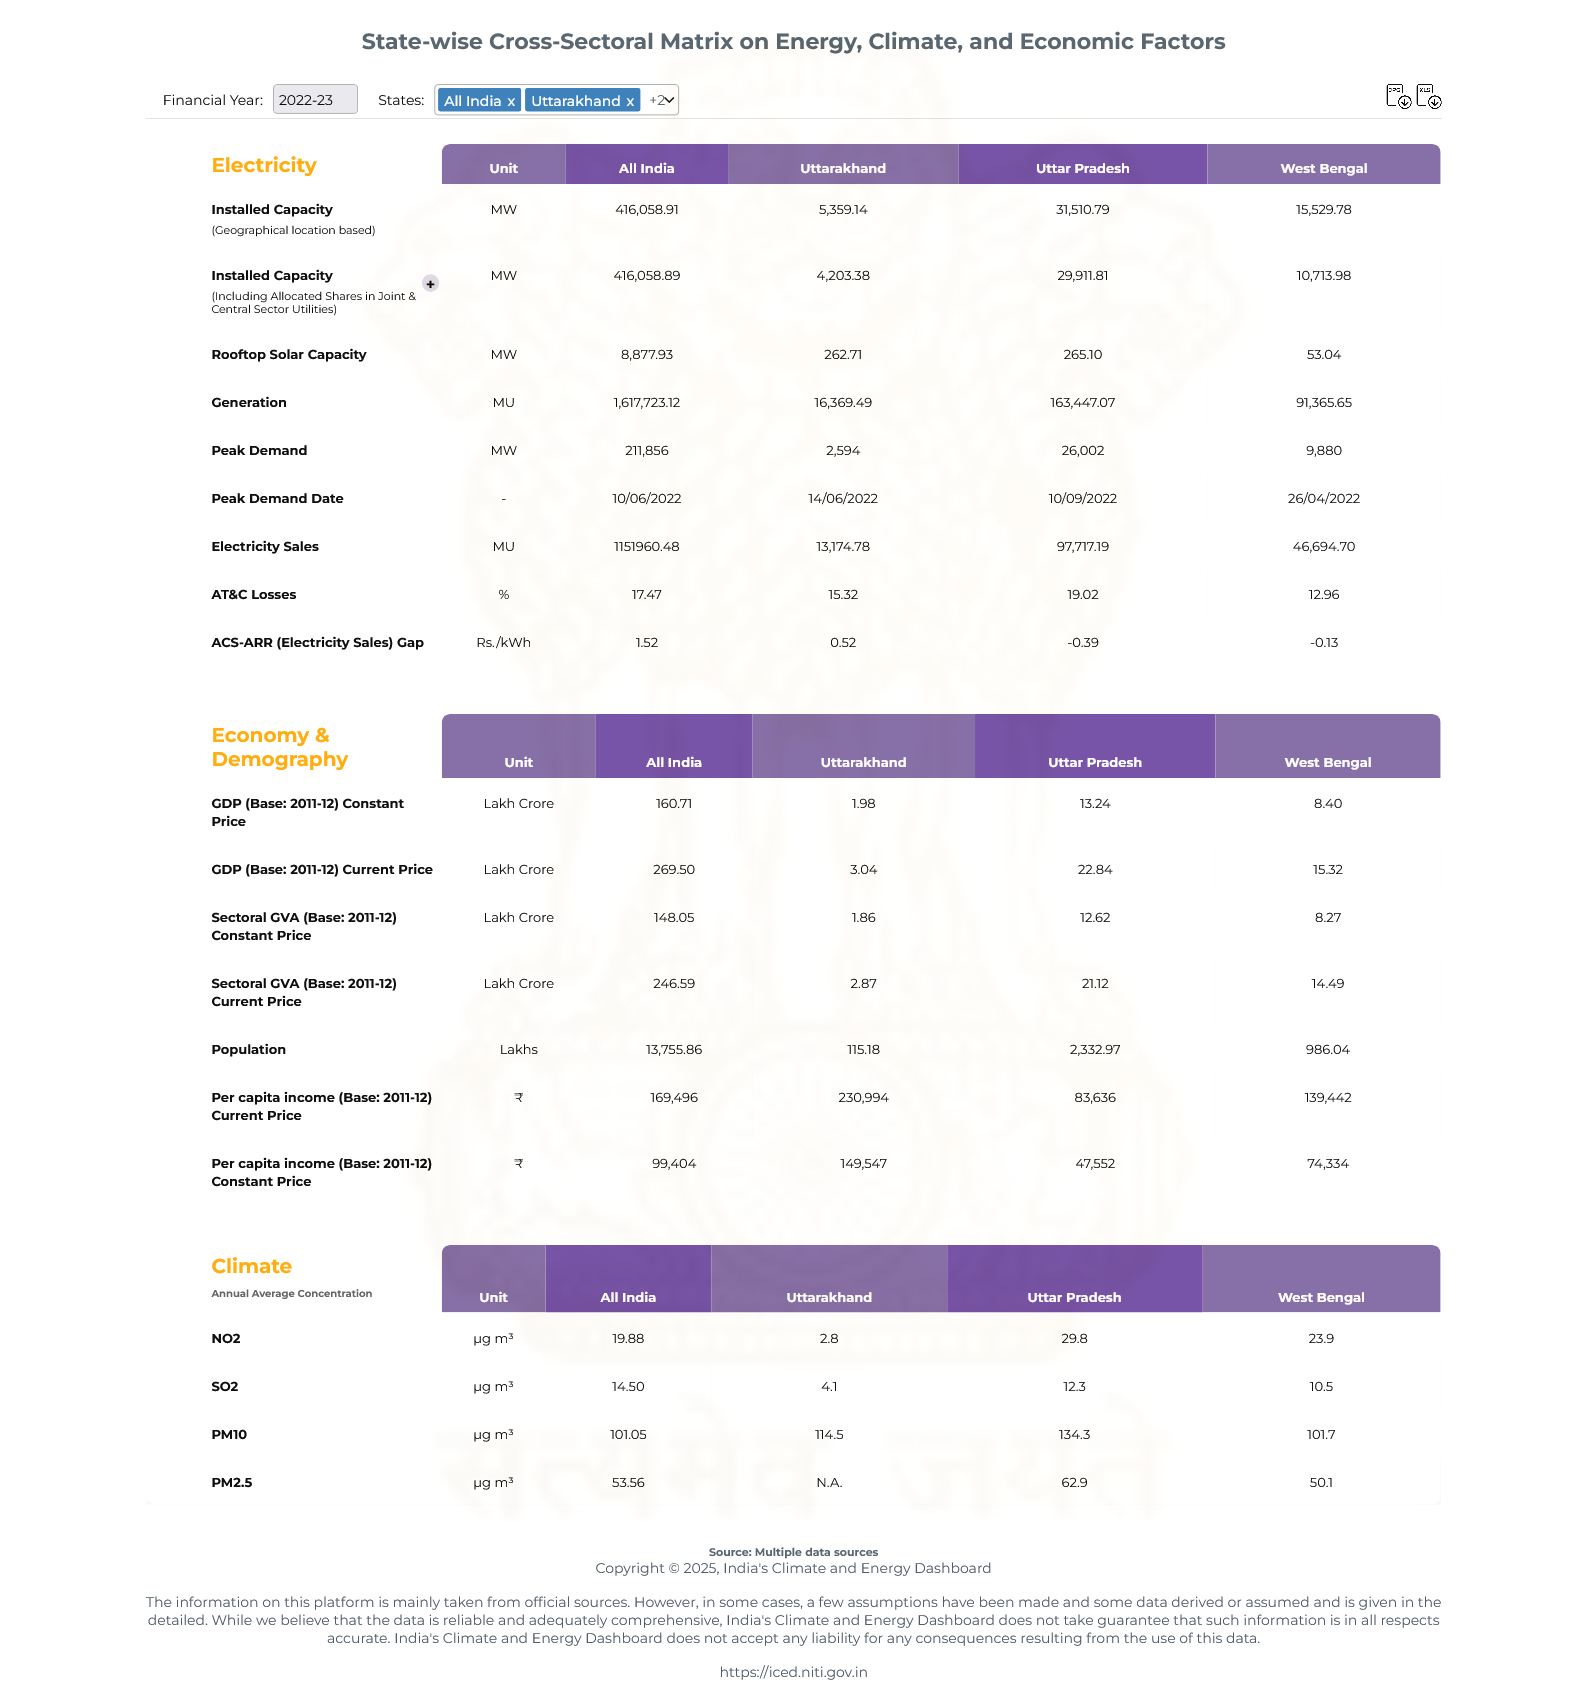 State-wise Cross-Sectoral Matrix on Energy, Climate, and Economic Factors
Financial Year: 2022-23 States: All India x Uttarakhand x +2
Electricity Unit All India Uttarakhand Uttar Pradesh West Bengal
Installed Capacity MW 416,058.91 5,359.14 31,510.79 15,529.78
(Geographical location based)
Installed Capacity MW 416,058.89 4,203.38 29,911.81 10,713.98
(Including Allocated Shares in Joint &
Central Sector Utilities)
Rooftop Solar Capacity MW 8,877.93 262.71 265.10 53.04
Generation MU 1,617,723.12 16,369.49 163,447.07 91,365.65
Peak Demand MW 211,856 2,594 26,002 9,880
Peak Demand Date - 10/06/2022 14/06/2022 10/09/2022 26/04/2022
Electricity Sales MU 1151960.48 13,174.78 97,717.19 46,694.70
AT&C Losses % 17.47 15.32 19.02 12.96
ACS-ARR (Electricity Sales) Gap Rs./kWh 1.52 0.52 -0.39 -0.13
Economy &
Demography Unit All India Uttarakhand Uttar Pradesh West Bengal
GDP (Base: 2011-12) Constant Lakh Crore 160.71 1.98 13.24 8.40
Price
GDP (Base: 2011-12) Current Price Lakh Crore 269.50 3.04 22.84 15.32
Sectoral GVA (Base: 2011-12) Lakh Crore 148.05 1.86 12.62 8.27
Constant Price
Sectoral GVA (Base: 2011-12) Lakh Crore 246.59 2.87 21.12 14.49
Current Price
Population Lakhs 13,755.86 115.18 2,332.97 986.04
Per capita income (Base: 2011-12) ₹ 169,496 230,994 83,636 139,442
Current Price
Per capita income (Base: 2011-12) ₹ 99,404 149,547 47,552 74,334
Constant Price
Climate
Annual Average Concentration Unit All India Uttarakhand Uttar Pradesh West Bengal
NO2 µg m³ 19.88 2.8 29.8 23.9
SO2 µg m³ 14.50 4.1 12.3 10.5
PM10 µg m³ 101.05 114.5 134.3 101.7
PM2.5 µg m³ 53.56 N.A. 62.9 50.1
सत्यमेव जयते
Source: Multiple data sources
Copyright © 2025, India's Climate and Energy Dashboard
The information on this platform is mainly taken from official sources. However, in some cases, a few assumptions have been made and some data derived or assumed and is given in the
detailed. While we believe that the data is reliable and adequately comprehensive, India's Climate and Energy Dashboard does not take guarantee that such information is in all respects
accurate. India's Climate and Energy Dashboard does not accept any liability for any consequences resulting from the use of this data.
https://iced.niti.gov.in